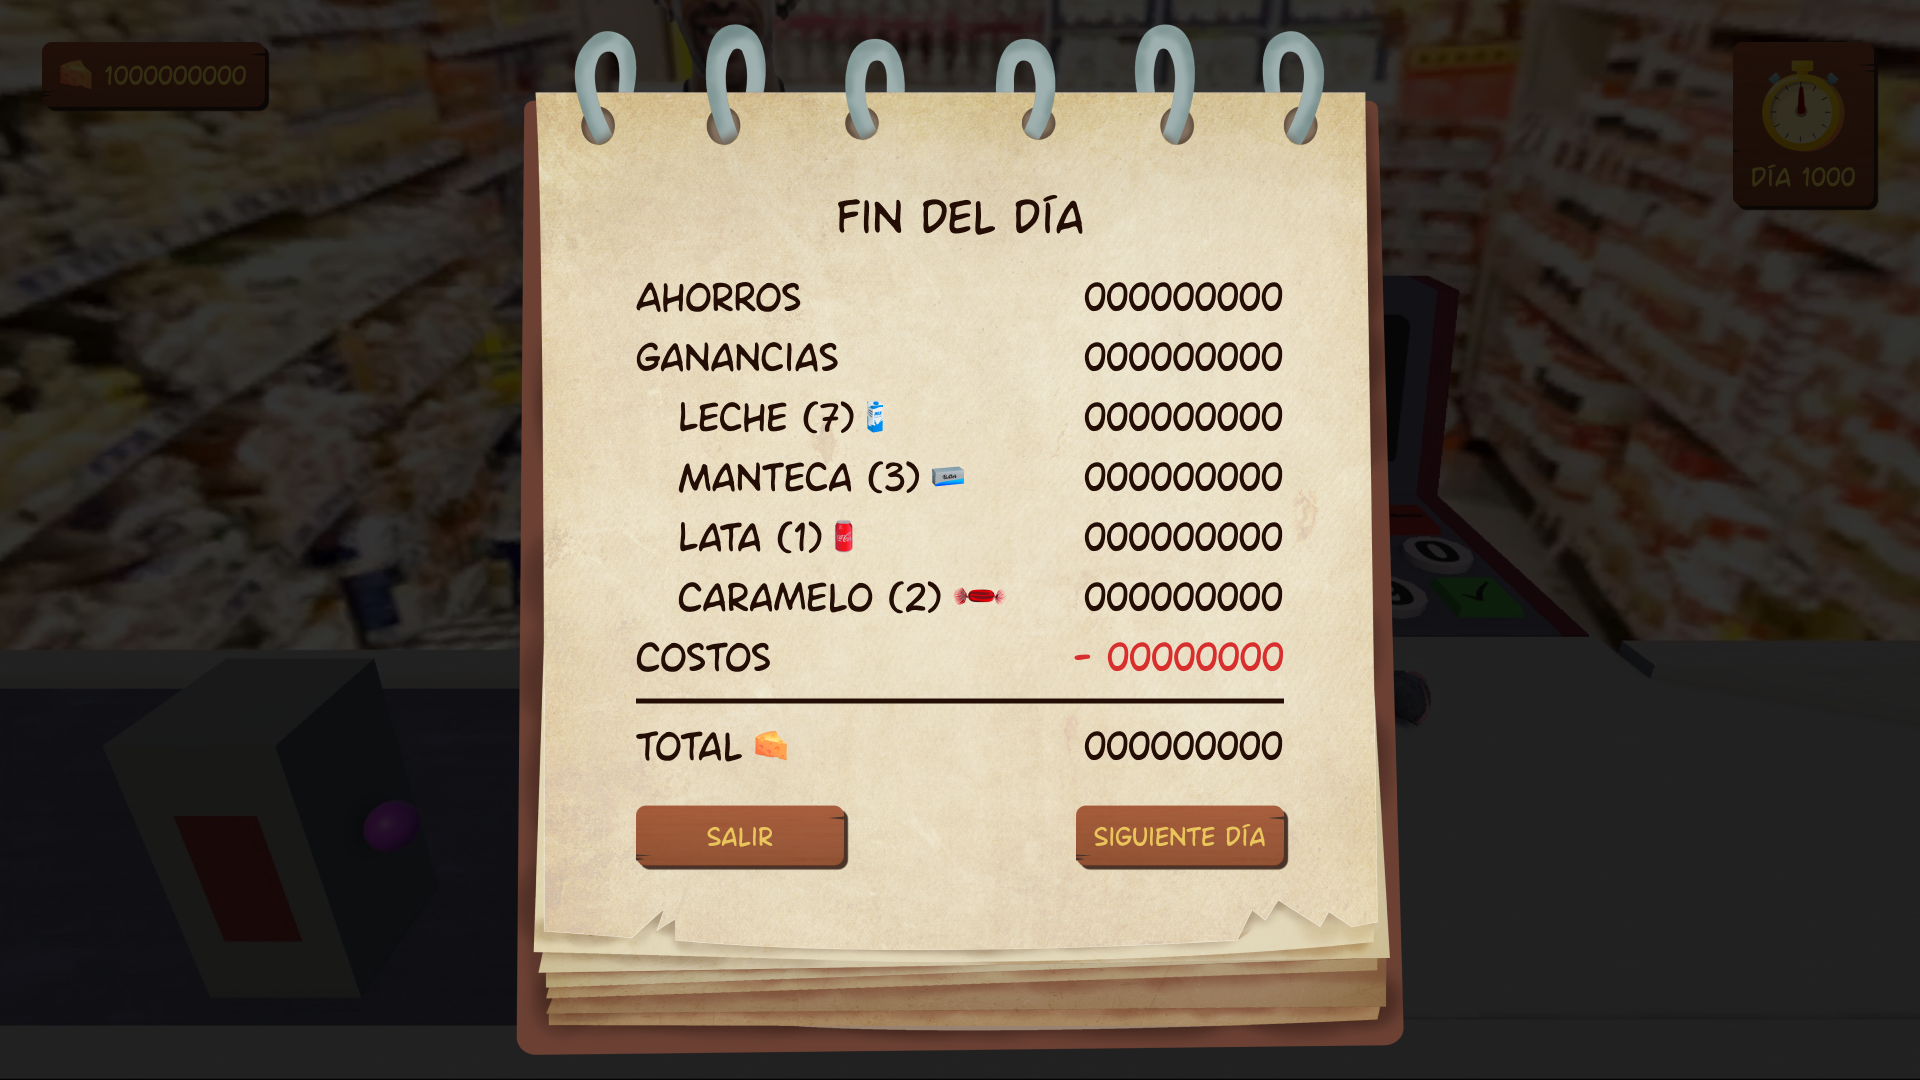 1000000000
DÍA 1000
FIN DEL DÍA
AHORROS 000000000
GANANCIAS 000000000
LECHE (7) 000000000
MANTECA (3) 000000000
LATA (1) 000000000
CARAMELO (2) 000000000
COSTOS - 00000000
TOTAL 000000000
SALIR
SIGUIENTE DÍA
0